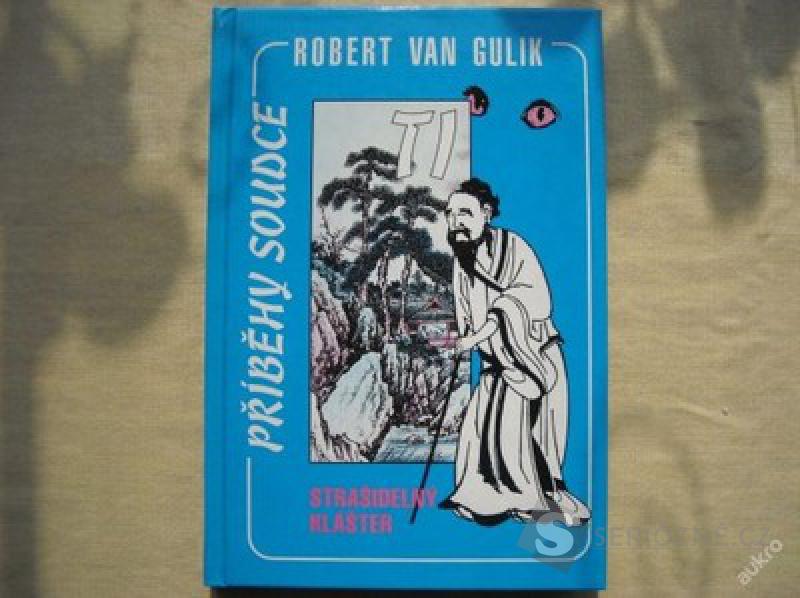 ROBERT VAN GULIK
PŘÍBĚHY SOUDCE
TI
STRAŠIDELNÝ
KLÁŠTER
S
aukro